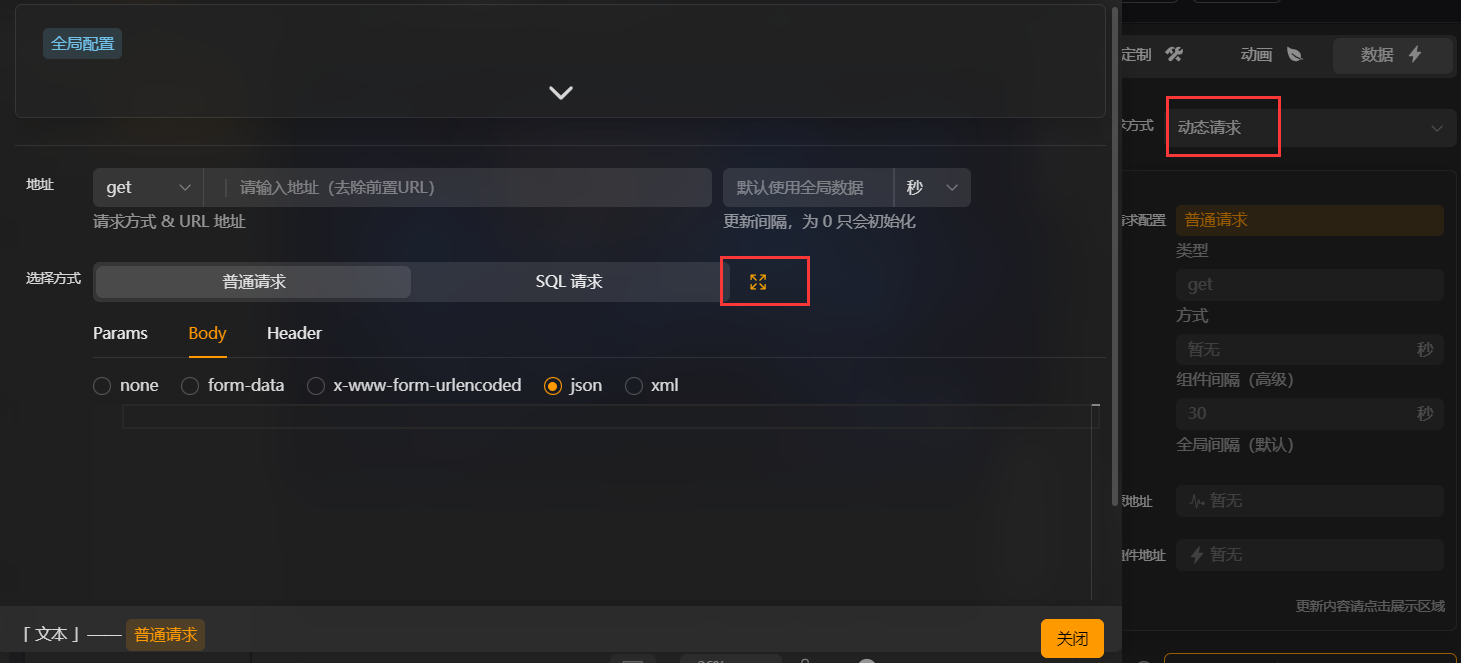 全局配置
地址
get
请输入地址（去除前置URL）
默认使用全局数据
秒
请求方式 & URL 地址
更新间隔，为 0 只会初始化
选择方式
普通请求
SQL 请求
Params
Body
Header
none
form-data
x-www-form-urlencoded
json
xml
「 文本 」 ——
普通请求
关闭
定制
动画
数据
方式
动态请求
求配置
普通请求
类型
get
方式
暂无
秒
组件间隔（高级）
30
秒
全局间隔（默认）
地址
暂无
件地址
暂无
更新内容请点击展示区域